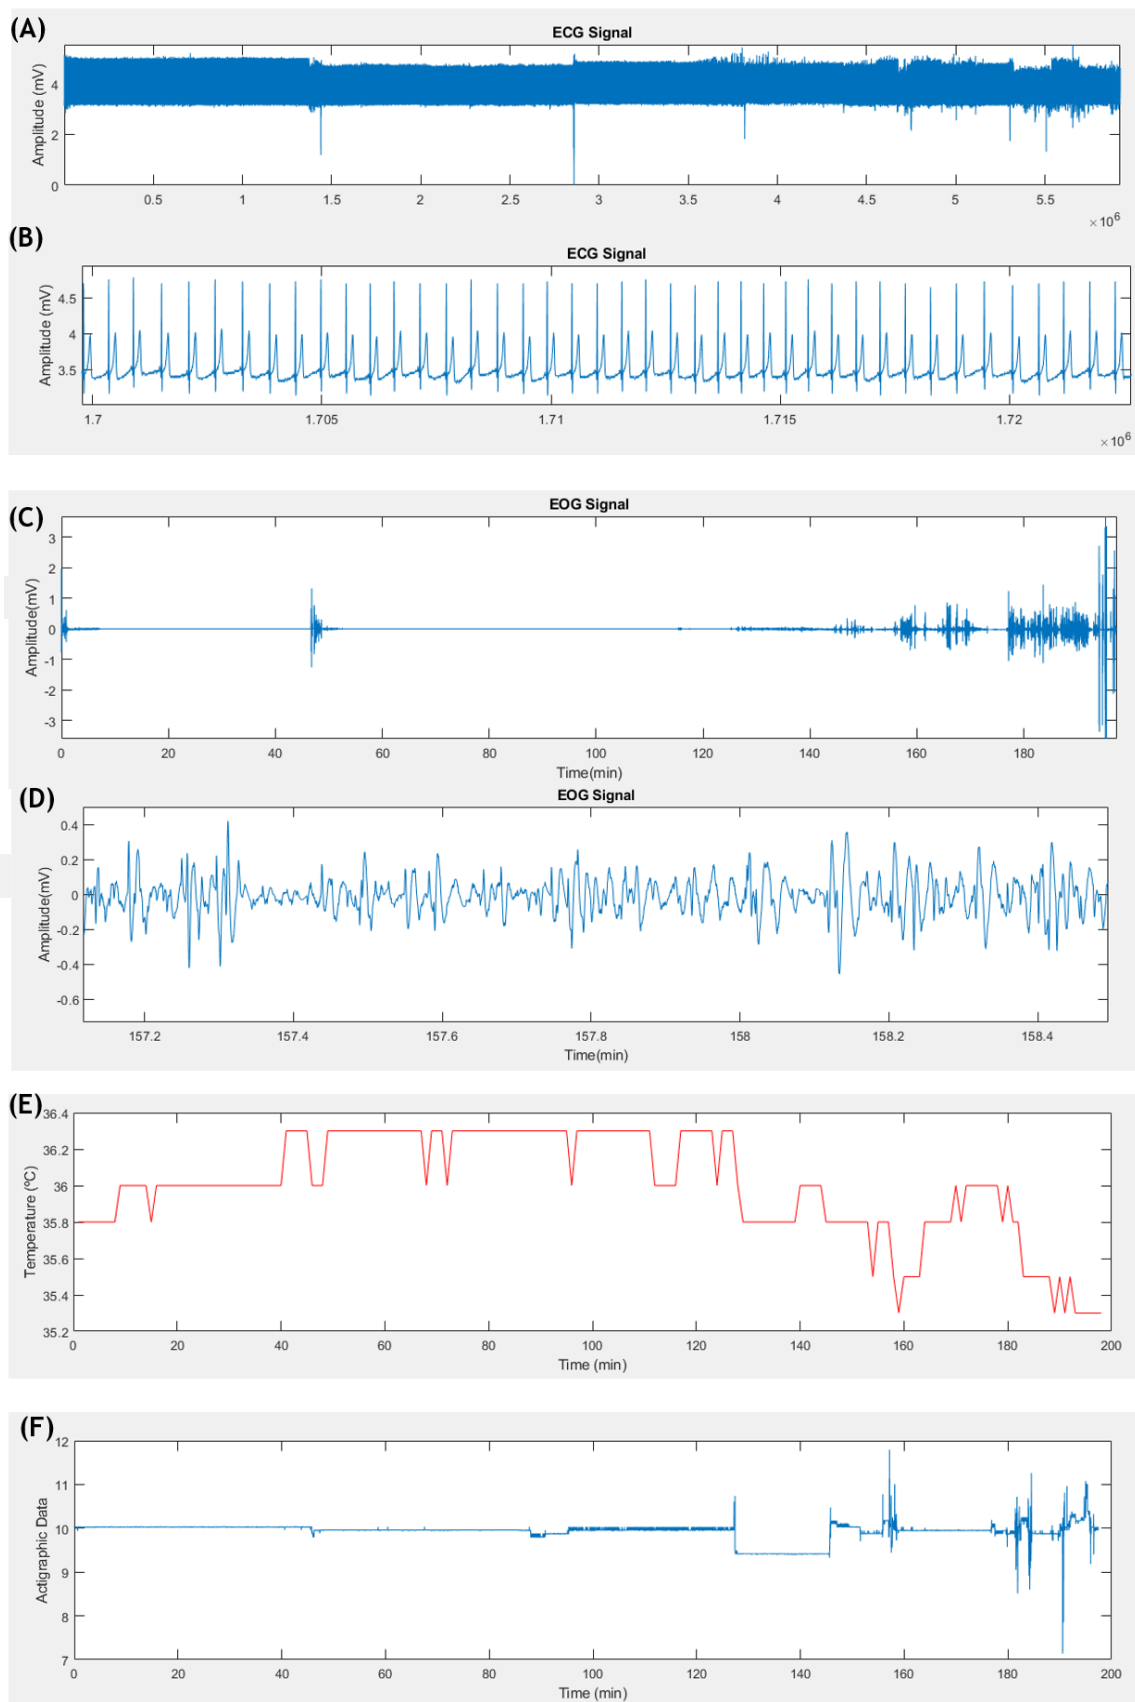 (A)
ECG Signal
Amplitude (mV)
4
2
0
0.5 1 1.5 2 2.5 3 3.5 4 4.5 5 5.5
×10^6
(B)
ECG Signal
Amplitude (mV)
4.5
4
3.5
1.7 1.705 1.71 1.715 1.72
×10^6
(C)
EOG Signal
Amplitude(mV)
3
2
1
0
-1
-2
-3
0 20 40 60 80 100 120 140 160 180
Time(min)
(D)
EOG Signal
Amplitude(mV)
0.4
0.2
0
-0.2
-0.4
-0.6
157.2 157.4 157.6 157.8 158 158.2 158.4
Time(min)
(E)
Temperature (ºC)
36.4
36.2
36
35.8
35.6
35.4
35.2
0 20 40 60 80 100 120 140 160 180 200
Time (min)
(F)
Actigraphic Data
12
11
10
9
8
7
0 20 40 60 80 100 120 140 160 180 200
Time (min)